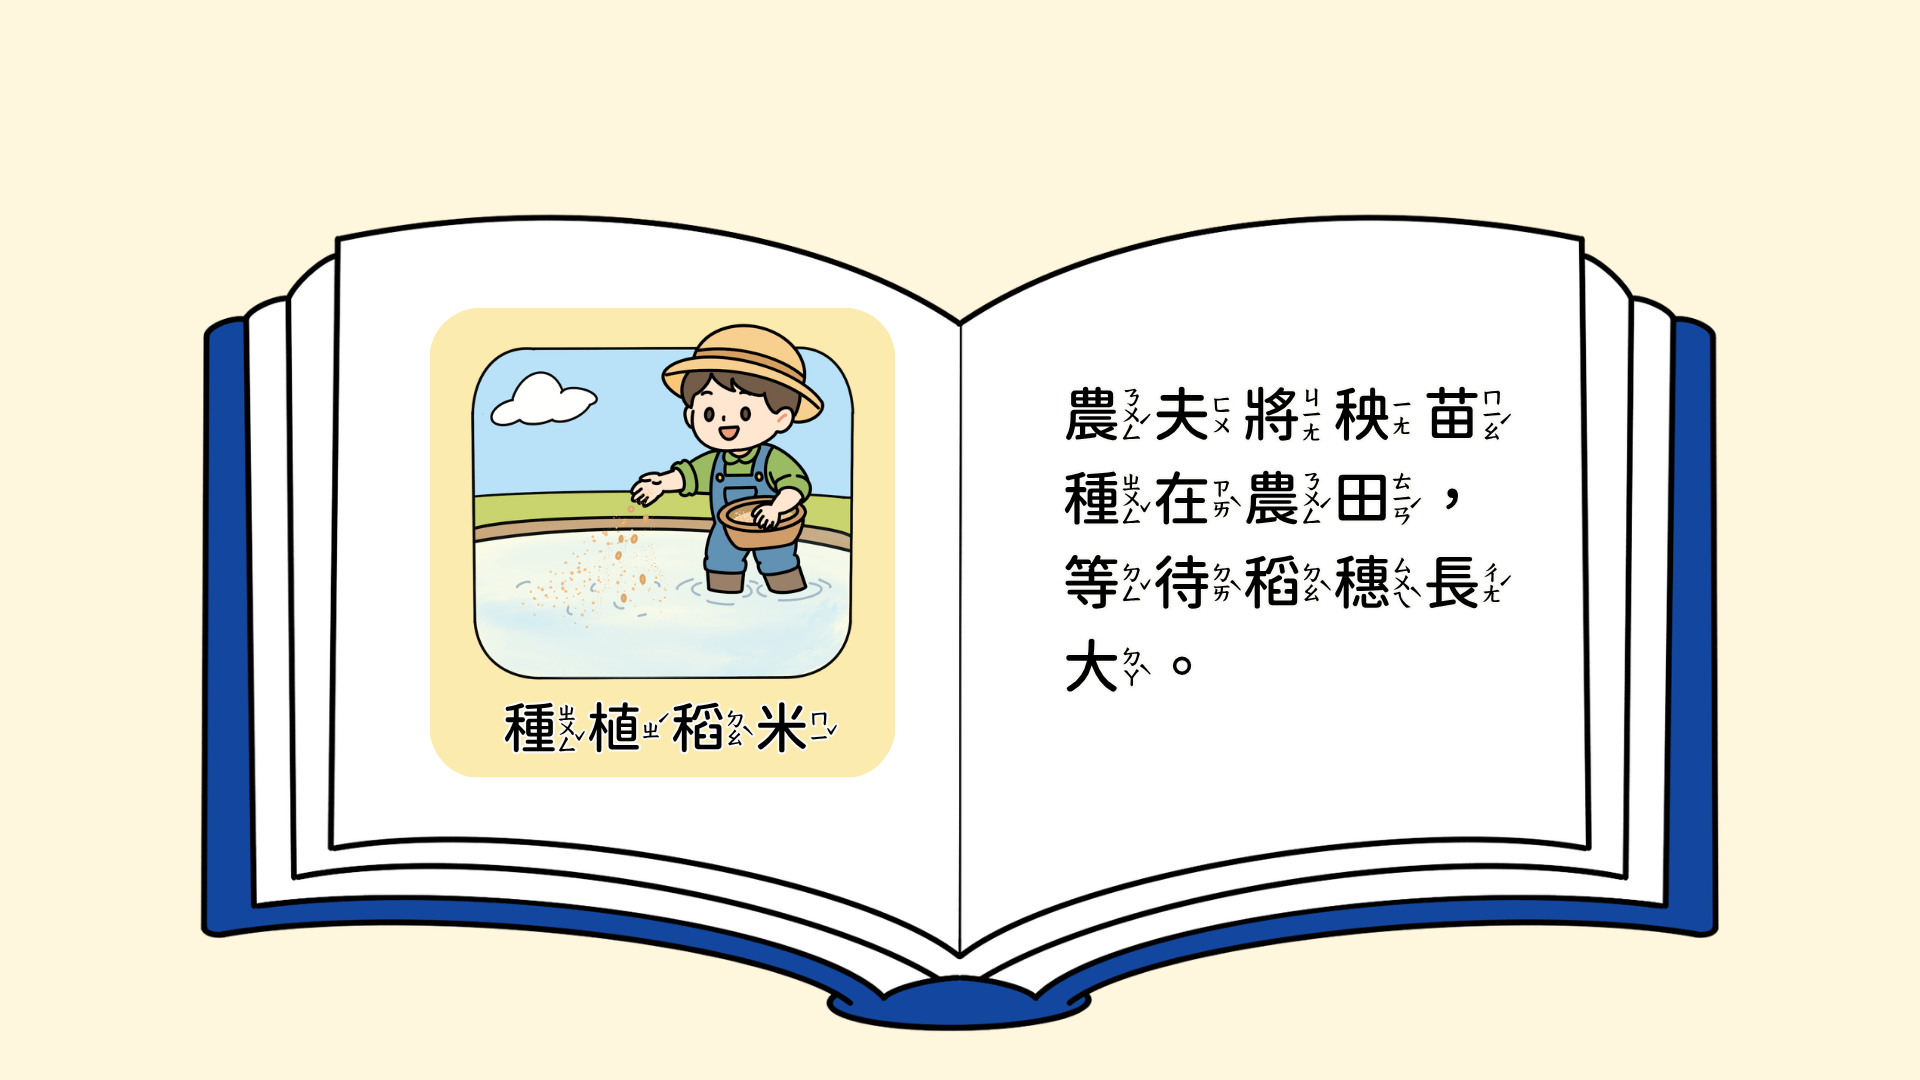 種植稻米
農夫將秧苗
種在農田，
等待稻穗長
大。